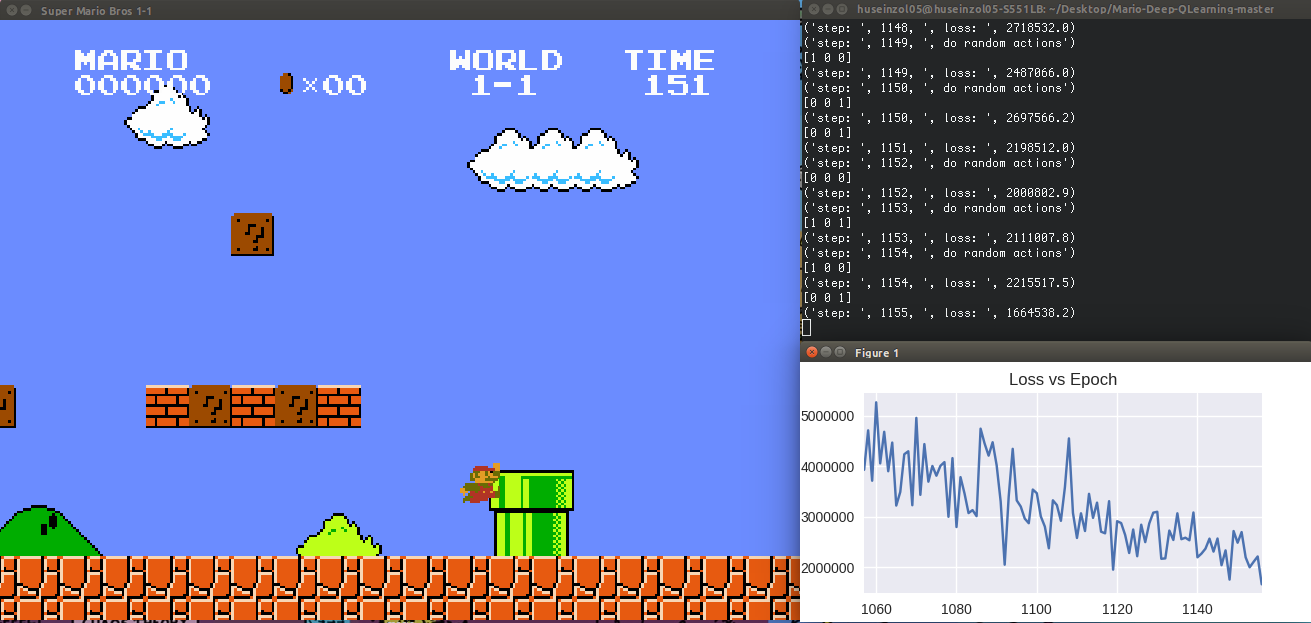 Super Mario Bros 1-1
MARIO
WORLD
TIME
000000
×00
1-1
151
?
?
?
huseinzol05@huseinzol05-S551LB: ~/Desktop/Mario-Deep-QLearning-master
('step: ', 1148, ', loss: ', 2718532.0)
('step: ', 1149, ', do random actions')
[1 0 0]
('step: ', 1149, ', loss: ', 2487066.0)
('step: ', 1150, ', do random actions')
[0 0 1]
('step: ', 1150, ', loss: ', 2697566.2)
[0 0 1]
('step: ', 1151, ', loss: ', 2198512.0)
('step: ', 1152, ', do random actions')
[0 0 0]
('step: ', 1152, ', loss: ', 2000802.9)
('step: ', 1153, ', do random actions')
[1 0 1]
('step: ', 1153, ', loss: ', 2111007.8)
('step: ', 1154, ', do random actions')
[1 0 0]
('step: ', 1154, ', loss: ', 2215517.5)
[0 0 1]
('step: ', 1155, ', loss: ', 1664538.2)
Figure 1
Loss vs Epoch
5000000
4000000
3000000
2000000
1060 1080 1100 1120 1140